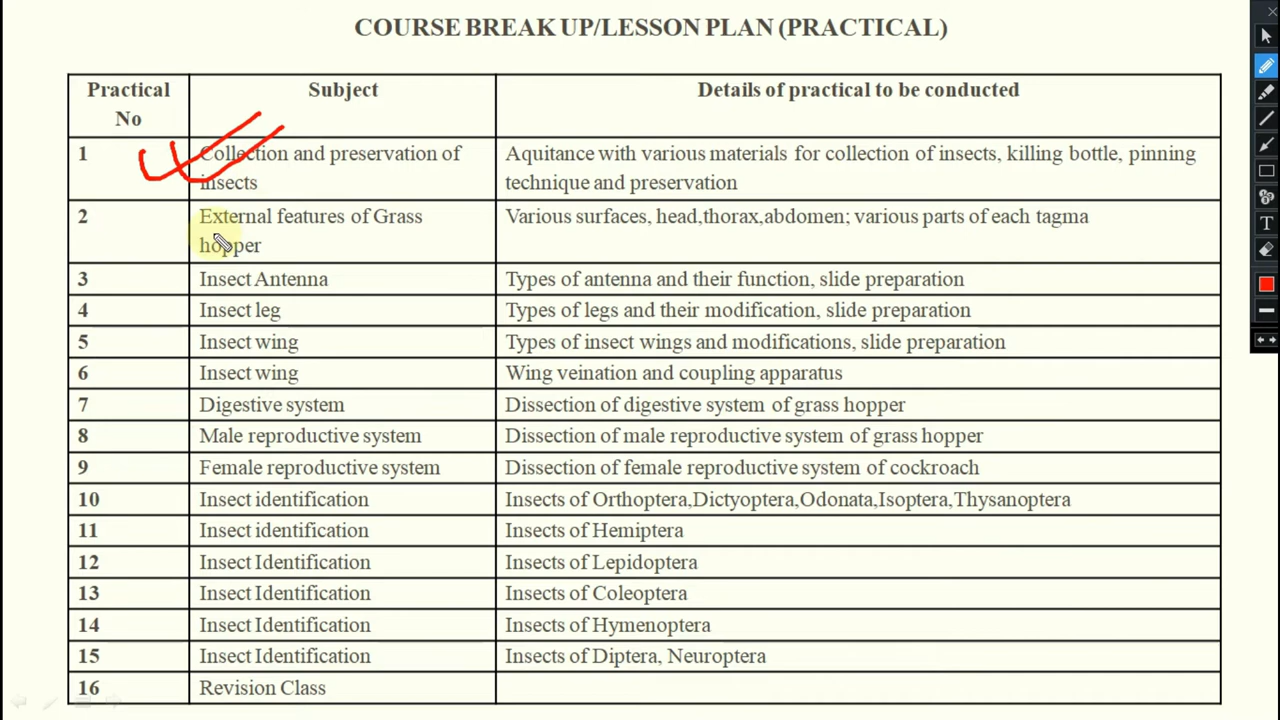 COURSE BREAK UP/LESSON PLAN (PRACTICAL)
Practical No Subject Details of practical to be conducted
1 Collection and preservation of insects Aquitance with various materials for collection of insects, killing bottle, pinning technique and preservation
2 External features of Grass hopper Various surfaces, head,thorax,abdomen; various parts of each tagma
3 Insect Antenna Types of antenna and their function, slide preparation
4 Insect leg Types of legs and their modification, slide preparation
5 Insect wing Types of insect wings and modifications, slide preparation
6 Insect wing Wing veination and coupling apparatus
7 Digestive system Dissection of digestive system of grass hopper
8 Male reproductive system Dissection of male reproductive system of grass hopper
9 Female reproductive system Dissection of female reproductive system of cockroach
10 Insect identification Insects of Orthoptera,Dictyoptera,Odonata,Isoptera,Thysanoptera
11 Insect identification Insects of Hemiptera
12 Insect Identification Insects of Lepidoptera
13 Insect Identification Insects of Coleoptera
14 Insect Identification Insects of Hymenoptera
15 Insect Identification Insects of Diptera, Neuroptera
16 Revision Class